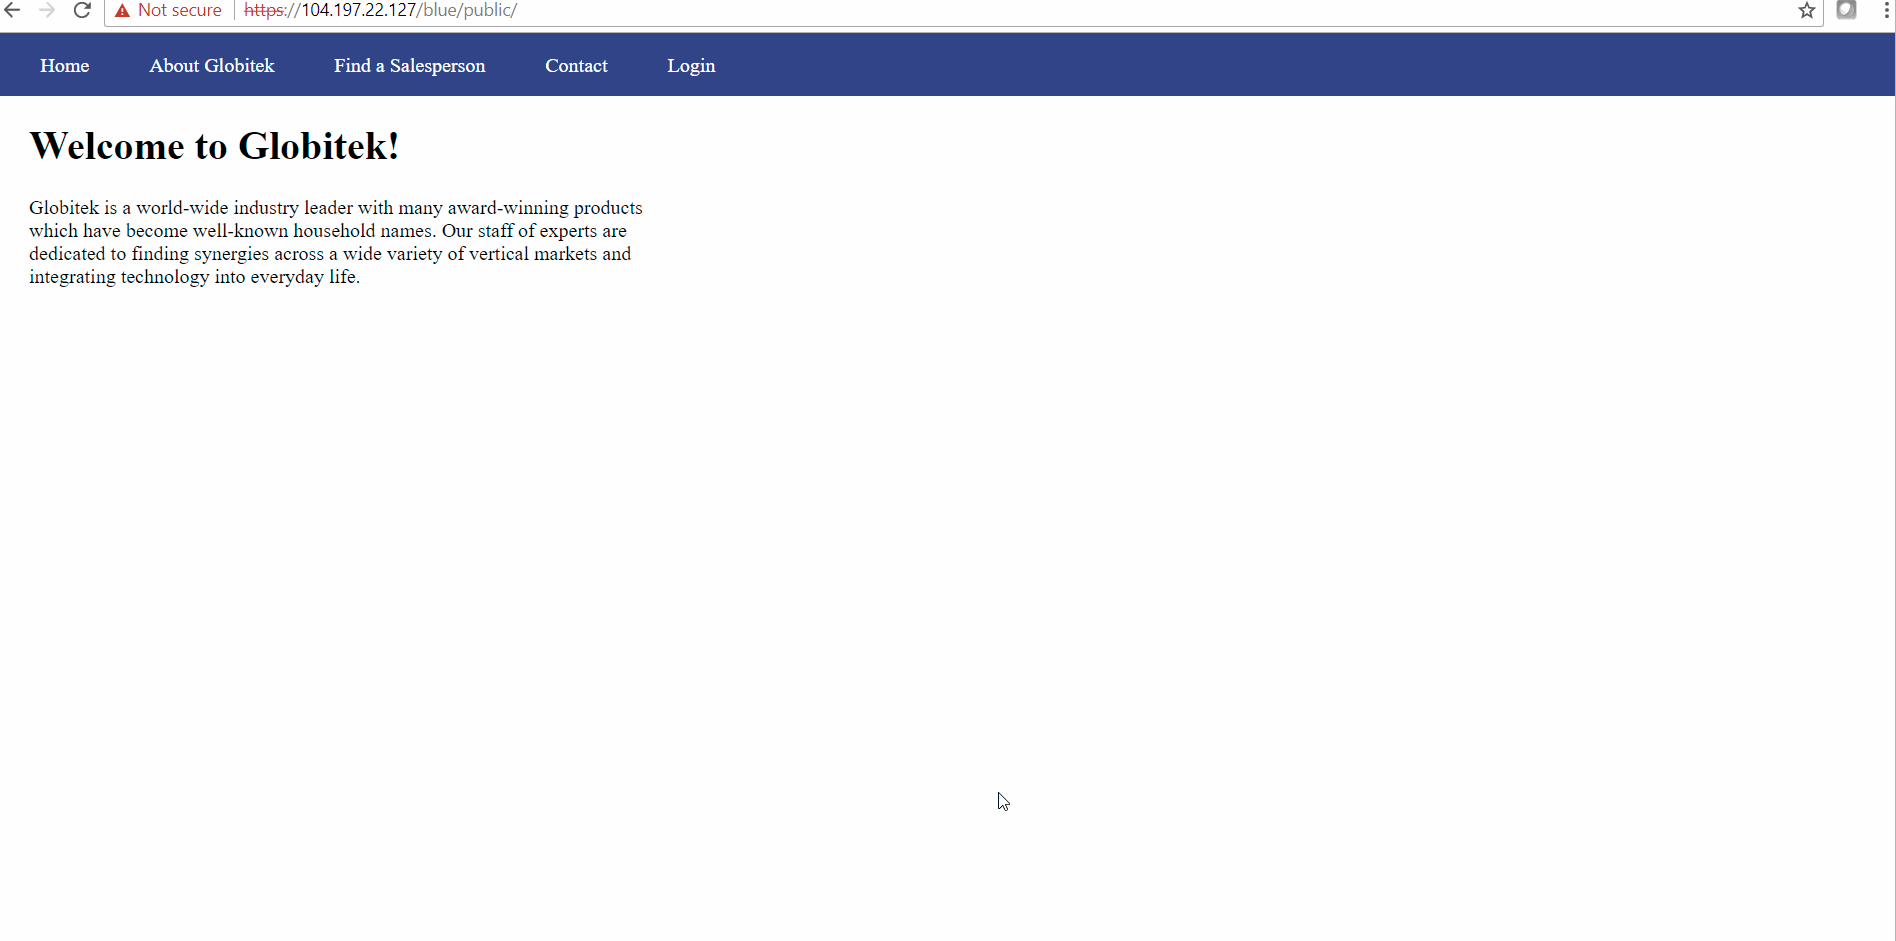 Not secure https://104.197.22.127/blue/public/
Home About Globitek Find a Salesperson Contact Login
Welcome to Globitek!
Globitek is a world-wide industry leader with many award-winning products
which have become well-known household names. Our staff of experts are
dedicated to finding synergies across a wide variety of vertical markets and
integrating technology into everyday life.